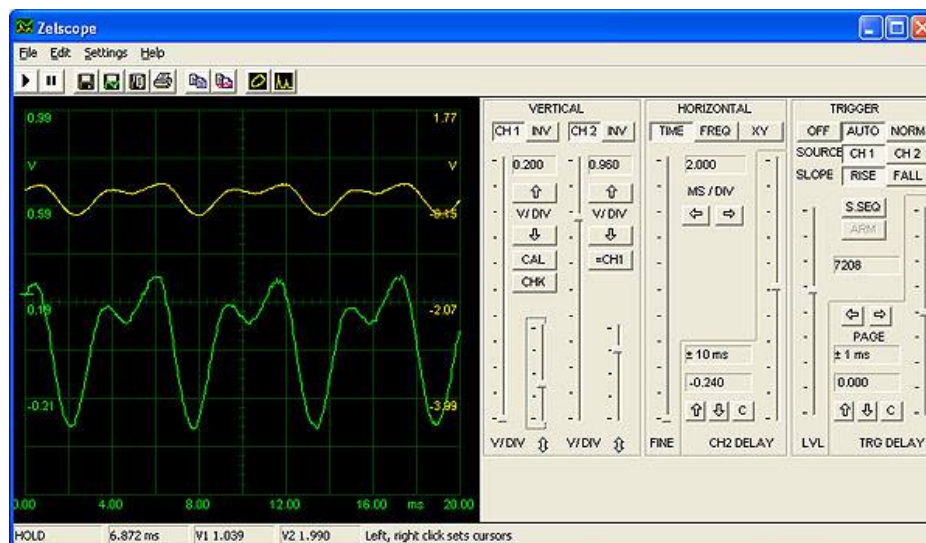 Zelscope
File Edit Settings Help
VERTICAL HORIZONTAL TRIGGER
CH 1 INV CH 2 INV TIME FREQ XY OFF AUTO NORM
SOURCE CH 1 CH 2
SLOPE RISE FALL
0.200 0.960 2.000
MS / DIV
V/DIV V/DIV
S.SEQ
ARM
CAL =CH1
CHK
7208
PAGE
± 10 ms ± 1 ms
-0.240 0.000
C C
V/DIV V/DIV FINE CH2 DELAY LVL TRG DELAY
0.99 1.77
V V
0.59 -0.15
0.19 -2.07
-0.21 -3.99
0.00 4.00 8.00 12.00 16.00 ms 20.00
HOLD 6.872 ms V1 1.039 V2 1.990 Left, right click sets cursors